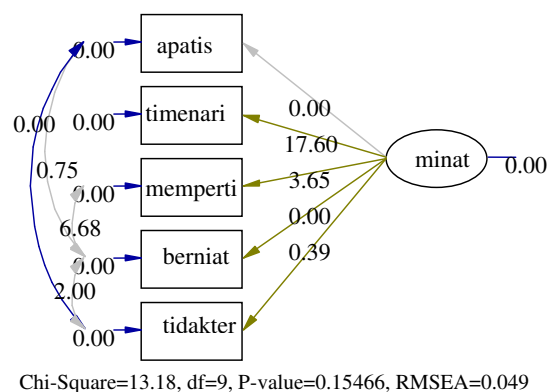 0.00 apatis
0.00
0.00 timenari
0.00
17.60
minat 0.00
0.75
0.00 memperti
3.65
0.00
6.68
0.00 berniat
0.39
2.00
0.00 tidakter
Chi-Square=13.18, df=9, P-value=0.15466, RMSEA=0.049